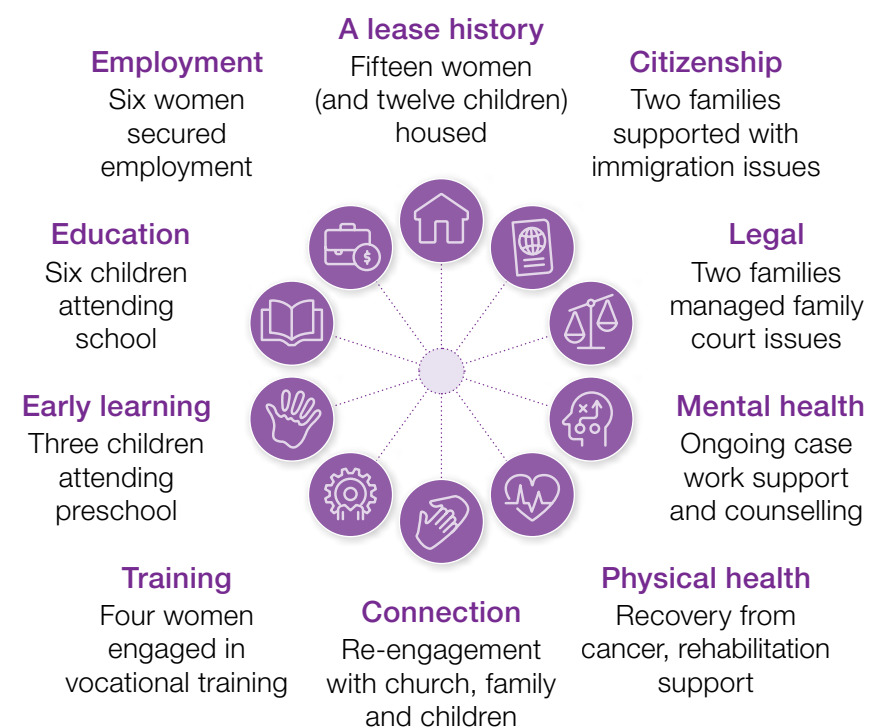 A lease history
Fifteen women
(and twelve children)
housed
Citizenship
Two families
supported with
immigration issues
Legal
Two families
managed family
court issues
Mental health
Ongoing case
work support
and counselling
Physical health
Recovery from
cancer, rehabilitation
support
Connection
Re-engagement
with church, family
and children
Training
Four women
engaged in
vocational training
Early learning
Three children
attending
preschool
Education
Six children
attending
school
Employment
Six women
secured
employment
$